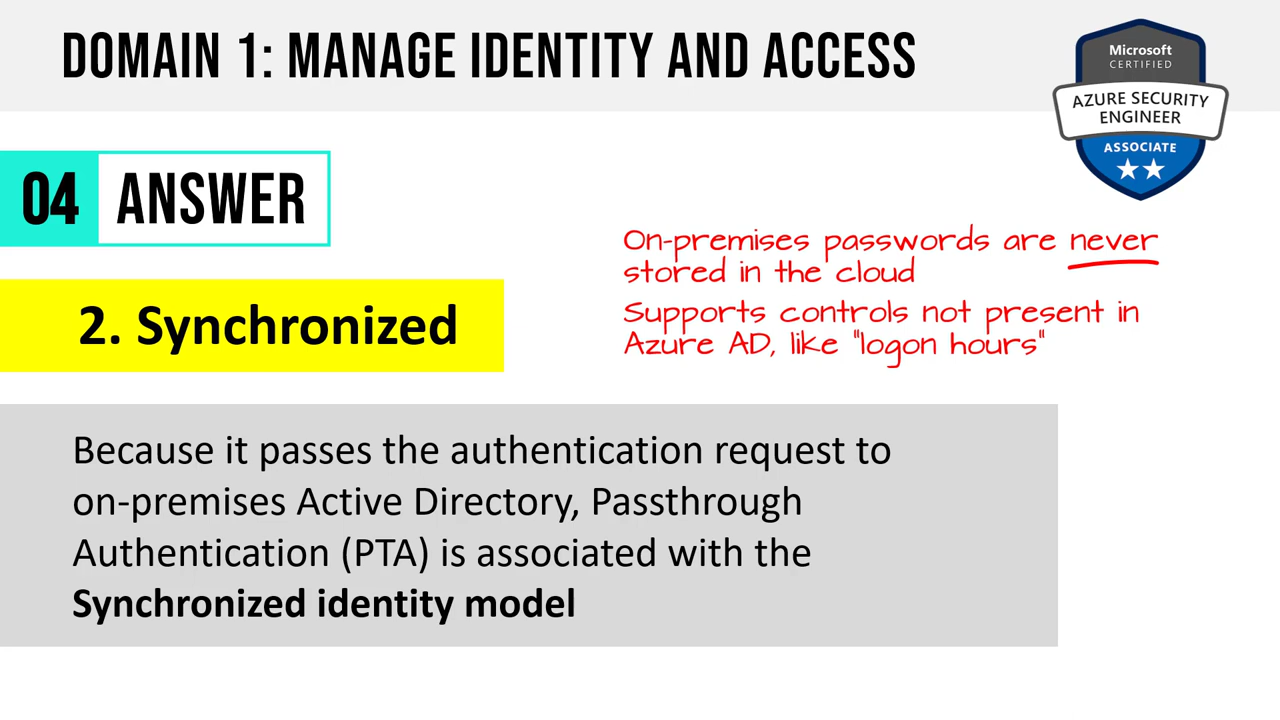 DOMAIN 1: MANAGE IDENTITY AND ACCESS
Microsoft
CERTIFIED
AZURE SECURITY
ENGINEER
ASSOCIATE
04 ANSWER
On-premises passwords are never
stored in the cloud
Supports controls not present in
Azure AD, like "logon hours"
2. Synchronized
Because it passes the authentication request to
on-premises Active Directory, Passthrough
Authentication (PTA) is associated with the
Synchronized identity model